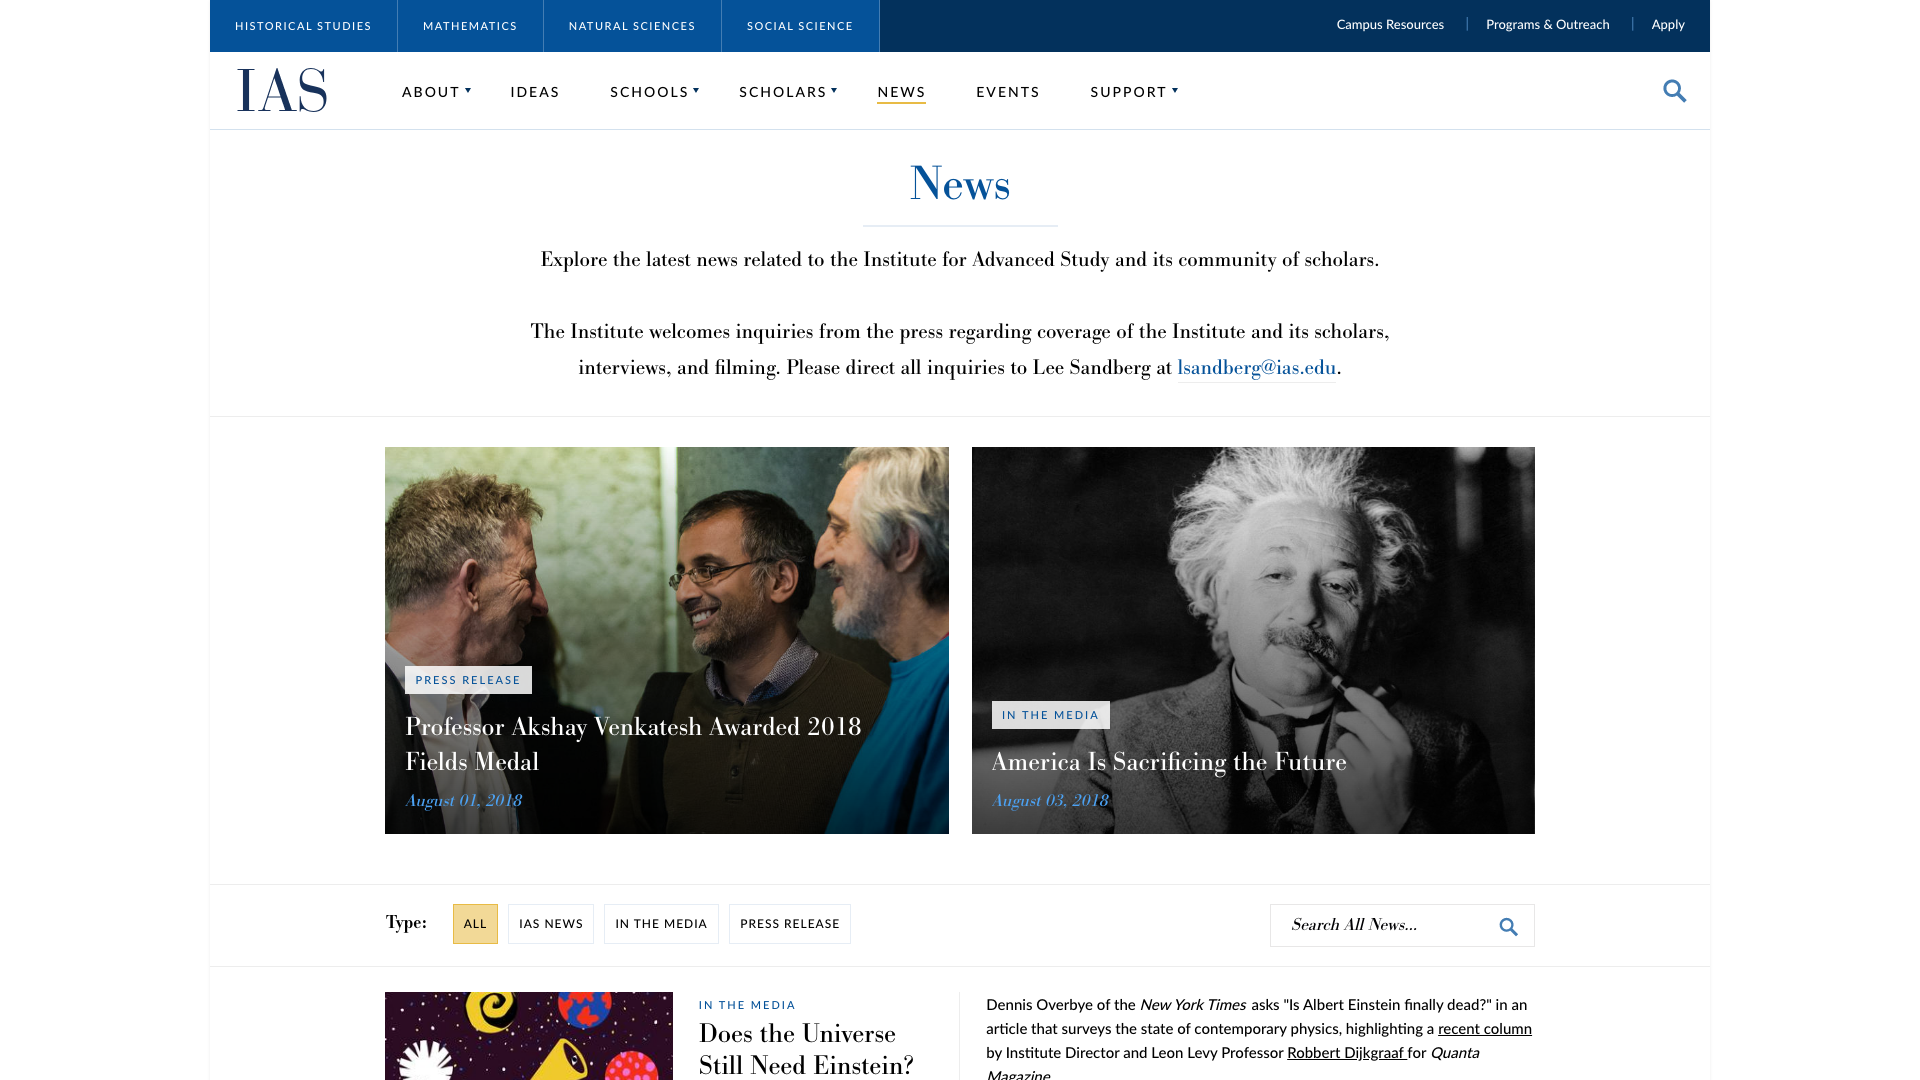 HISTORICAL STUDIES
MATHEMATICS
NATURAL SCIENCES
SOCIAL SCIENCE
Campus Resources
Programs & Outreach
Apply
IAS
ABOUT
IDEAS
SCHOOLS
SCHOLARS
NEWS
EVENTS
SUPPORT
News
Explore the latest news related to the Institute for Advanced Study and its community of scholars.
The Institute welcomes inquiries from the press regarding coverage of the Institute and its scholars,
interviews, and filming. Please direct all inquiries to Lee Sandberg at lsandberg@ias.edu.
PRESS RELEASE
Professor Akshay Venkatesh Awarded 2018
Fields Medal
August 01, 2018
IN THE MEDIA
America Is Sacrificing the Future
August 03, 2018
Type:
ALL
IAS NEWS
IN THE MEDIA
PRESS RELEASE
Search All News...
IN THE MEDIA
Does the Universe
Still Need Einstein?
Dennis Overbye of the New York Times asks "Is Albert Einstein finally dead?" in an
article that surveys the state of contemporary physics, highlighting a recent column
by Institute Director and Leon Levy Professor Robbert Dijkgraaf for Quanta
Magazine